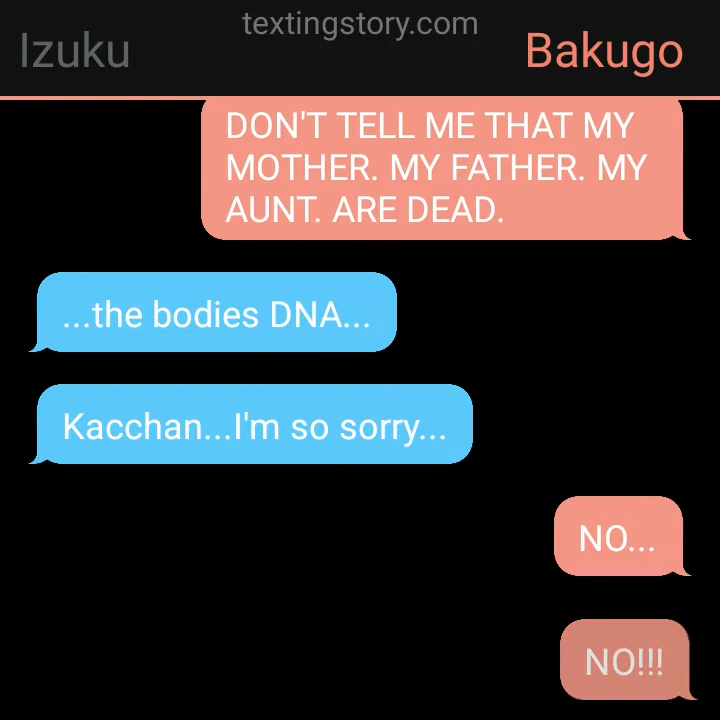 textingstory.com
Izuku
Bakugo
DON'T TELL ME THAT MY
MOTHER. MY FATHER. MY
AUNT. ARE DEAD.
...the bodies DNA...
Kacchan...I'm so sorry...
NO...
NO!!!